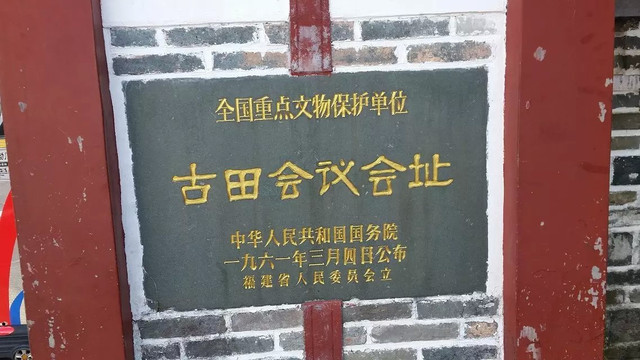 全国重点文物保护单位
古田会议会址
中华人民共和国国务院
一九六一年三月四日公布
福建省人民委员会立